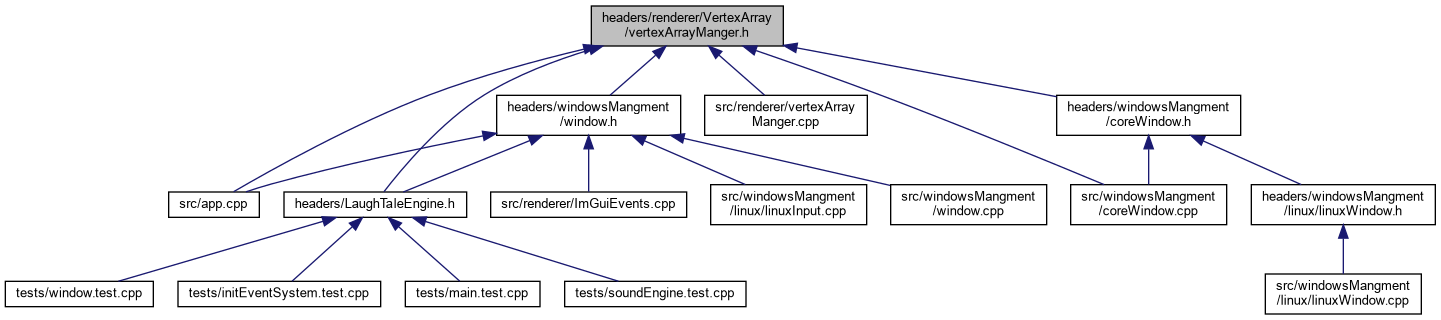 headers/renderer/VertexArray
/vertexArrayManger.h
headers/windowsMangment
/window.h
src/renderer/vertexArray
Manger.cpp
headers/windowsMangment
/coreWindow.h
src/app.cpp
headers/LaughTaleEngine.h
src/renderer/ImGuiEvents.cpp
src/windowsMangment
/linux/linuxInput.cpp
src/windowsMangment
/window.cpp
src/windowsMangment
/coreWindow.cpp
headers/windowsMangment
/linux/linuxWindow.h
tests/window.test.cpp
tests/initEventSystem.test.cpp
tests/main.test.cpp
tests/soundEngine.test.cpp
src/windowsMangment
/linux/linuxWindow.cpp